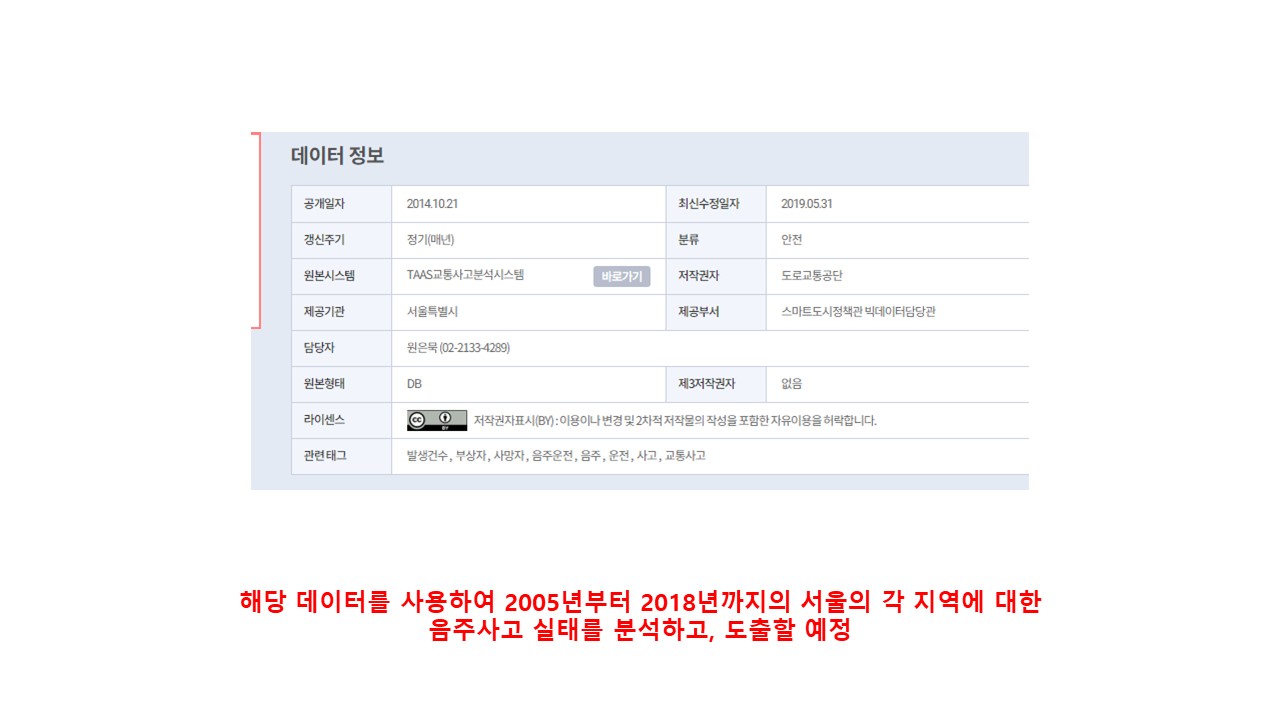 데이터 정보
공개일자 2014.10.21 최신수정일자 2019.05.31
갱신주기 정기(매년) 분류 안전
원본시스템 TAAS교통사고분석시스템 바로가기 저작권자 도로교통공단
제공기관 서울특별시 제공부서 스마트도시정책관 빅데이터담당관
담당자 원은묵 (02-2133-4289)
원본형태 DB 제3저작권자 없음
라이센스 cc BY 저작권자표시(BY) : 이용이나 변경 및 2차적 저작물의 작성을 포함한 자유이용을 허락합니다.
관련 태그 발생건수 , 부상자 , 사망자 , 음주운전 , 음주 , 운전 , 사고 , 교통사고
해당 데이터를 사용하여 2005년부터 2018년까지의 서울의 각 지역에 대한
음주사고 실태를 분석하고, 도출할 예정